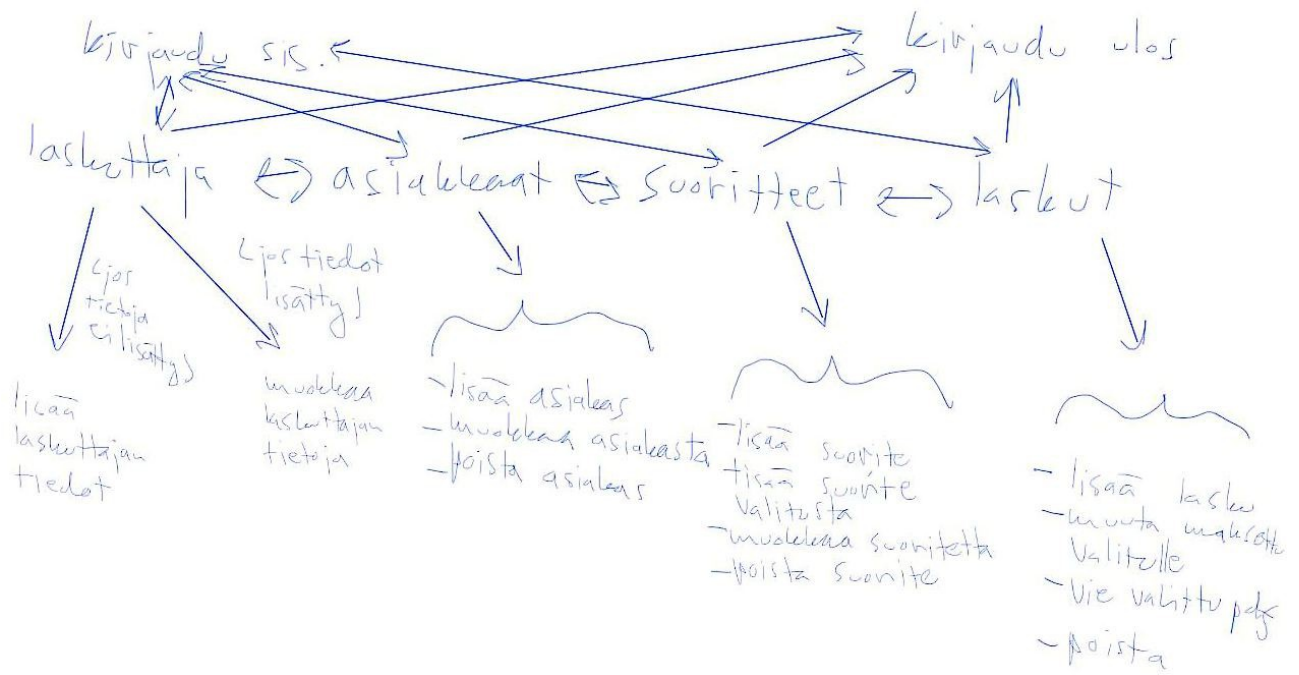 kirjaudu sis.
kirjaudu ulos
laskuttaja ↔ asiakkaat ↔ suoritteet ↔ laskut
(jos
tietoja
ei lisätty)
(jos tiedot
lisätty)
lisää
laskuttajan
tiedot
muokkaa
laskuttajan
tietoja
-lisää asiakas
-muokkaa asiakasta
-poista asiakas
-lisää suorite
-lisää suorite
valitusta
-muokkaa suoritetta
-poista suorite
- lisää lasku
-muuta maksettu
valitulle
-vie valittu pdf
-poista